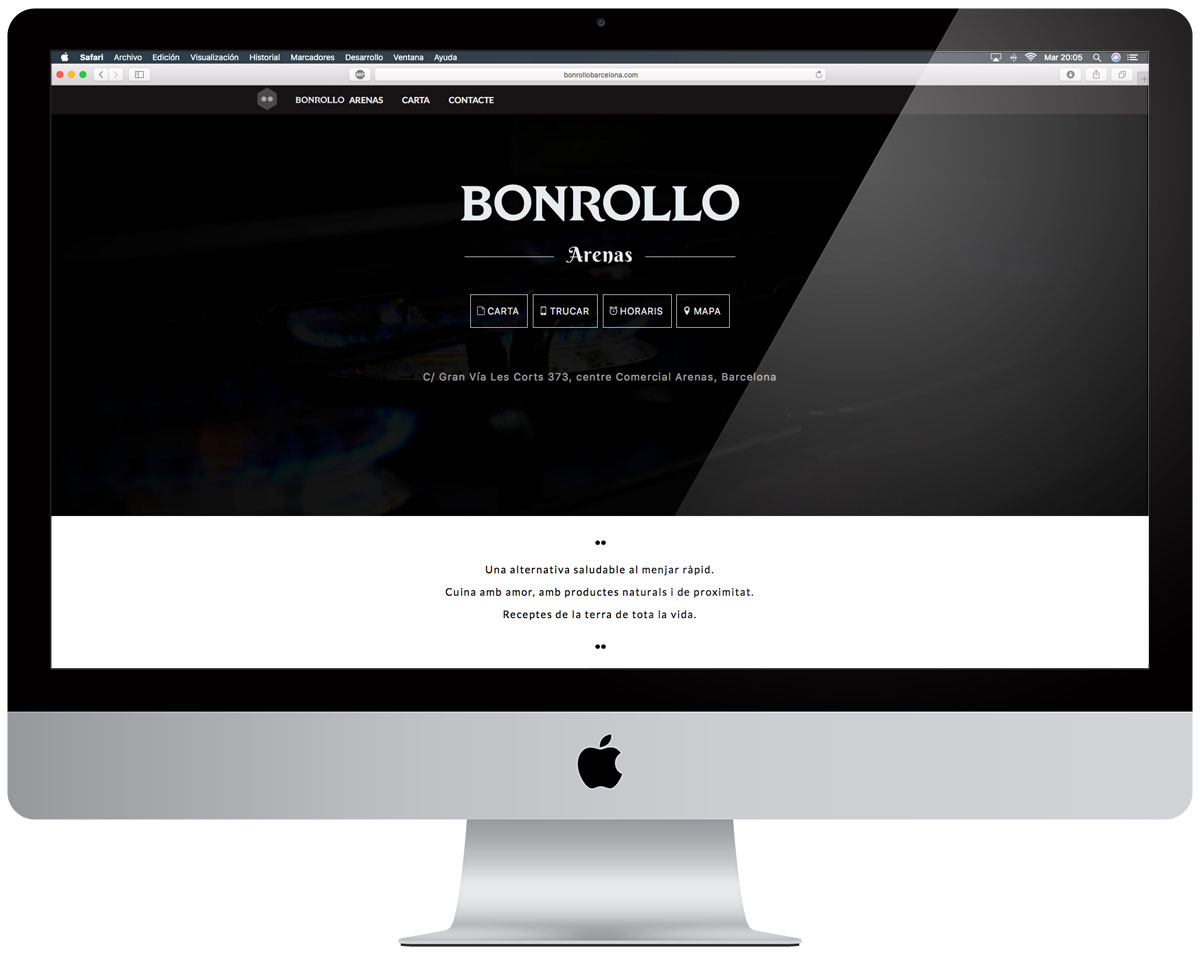 Safari Archivo Edición Visualización Historial Marcadores Desarrollo Ventana Ayuda Mar 20:05
bonrollobarcelona.com
BONROLLO ARENAS CARTA CONTACTE
BONROLLO
Arenas
CARTA TRUCAR HORARIS MAPA
C/ Gran Vía Les Corts 373, centre Comercial Arenas, Barcelona
Una alternativa saludable al menjar ràpid.
Cuina amb amor, amb productes naturals i de proximitat.
Receptes de la terra de tota la vida.